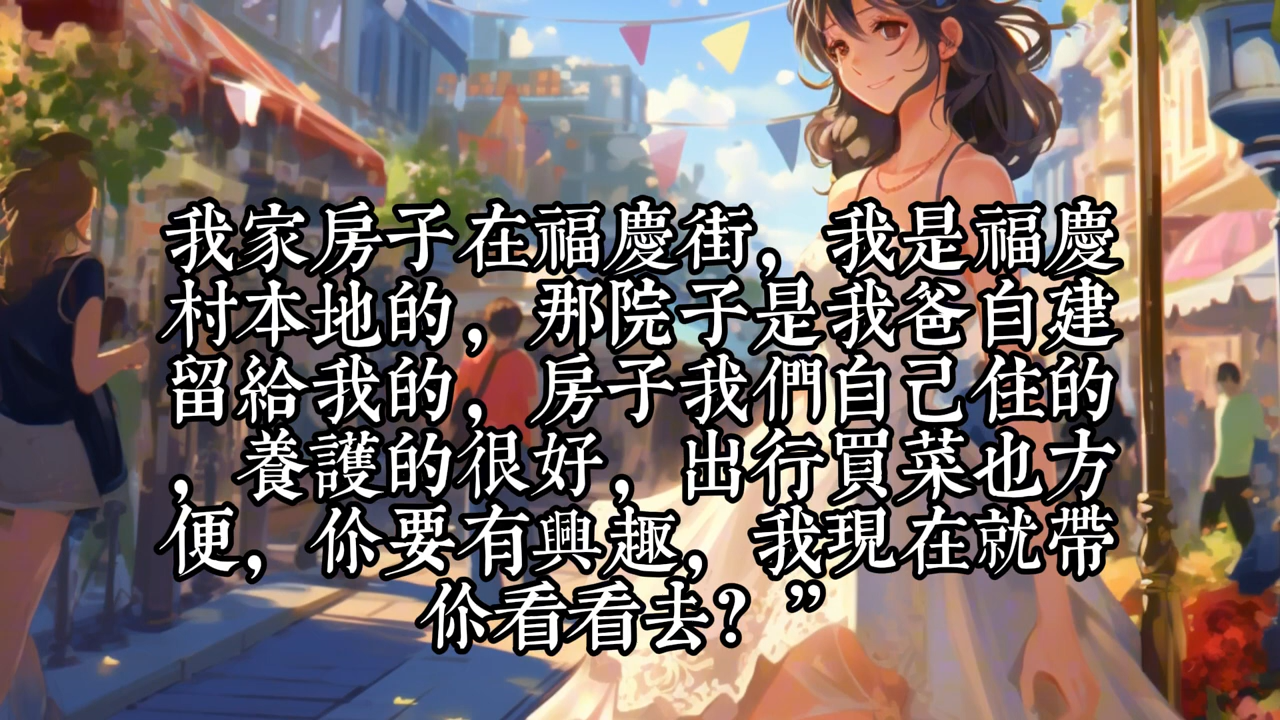 我家房子在福慶街，我是福慶
村本地的，那院子是我爸自建
留給我的，房子我們自己住的
，養護的很好，出行買菜也方
便，伱要有興趣，我現在就帶
伱看看去？”